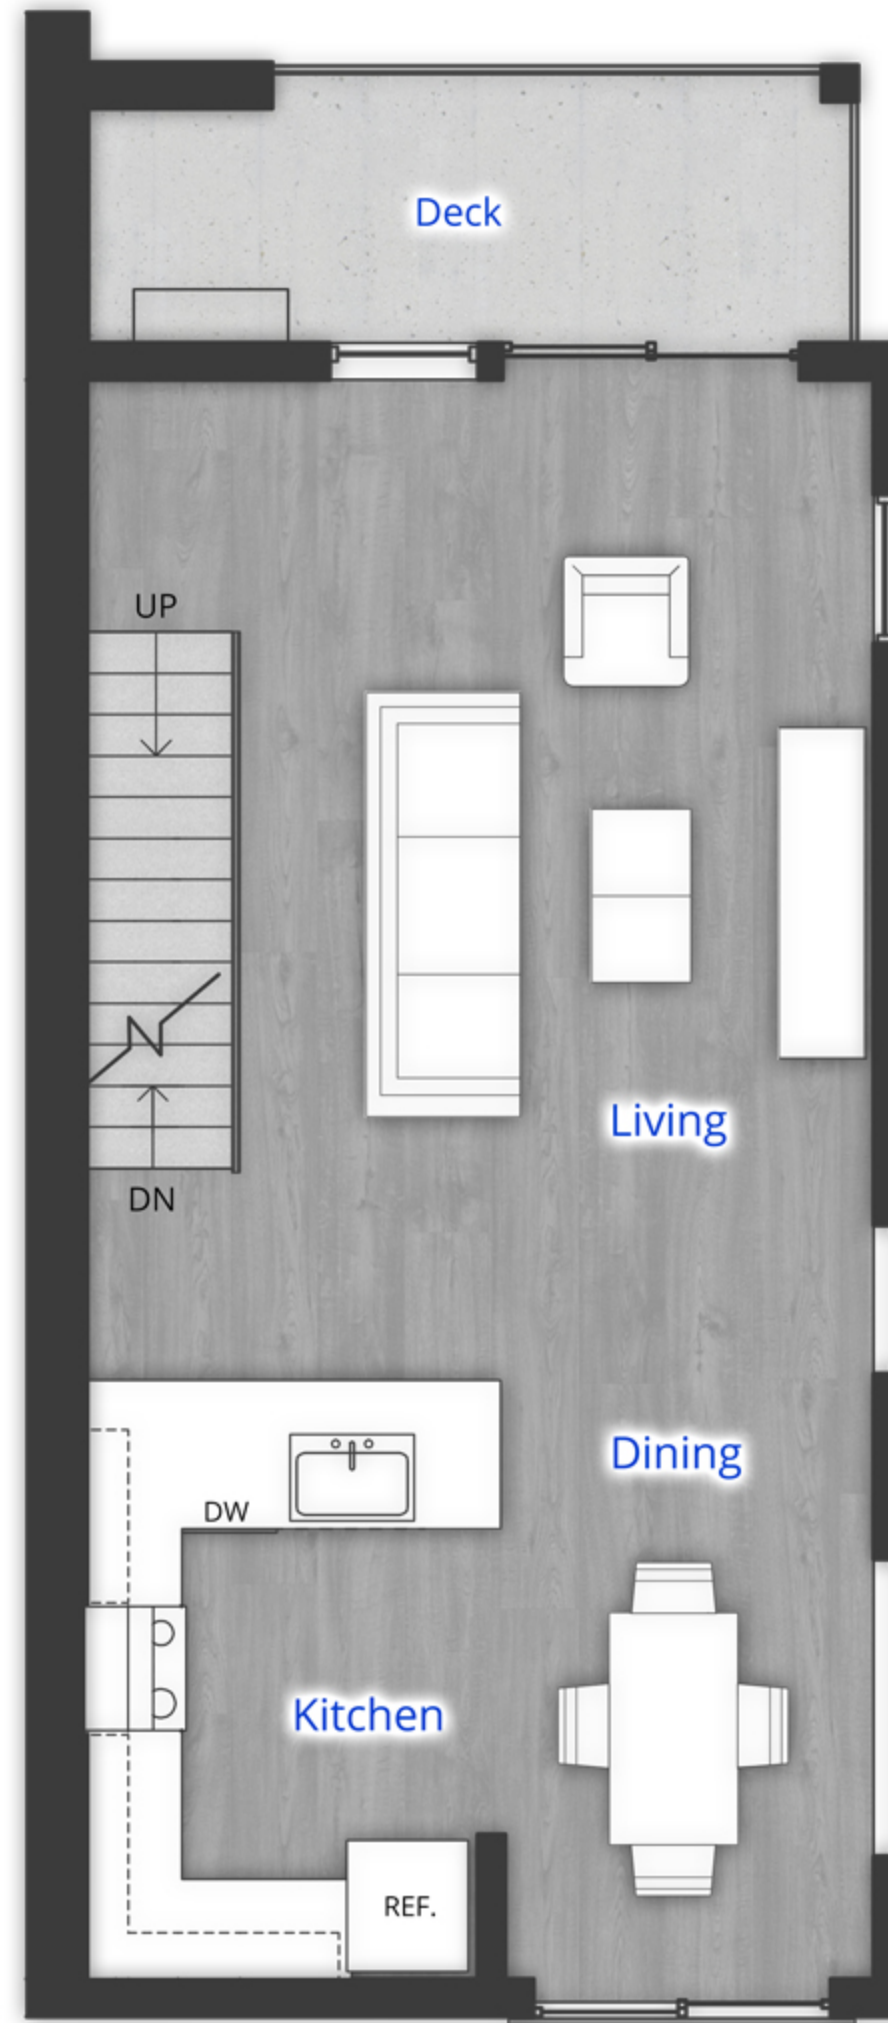 Deck
UP
Living
DN
Dining
DW
Kitchen
REF.